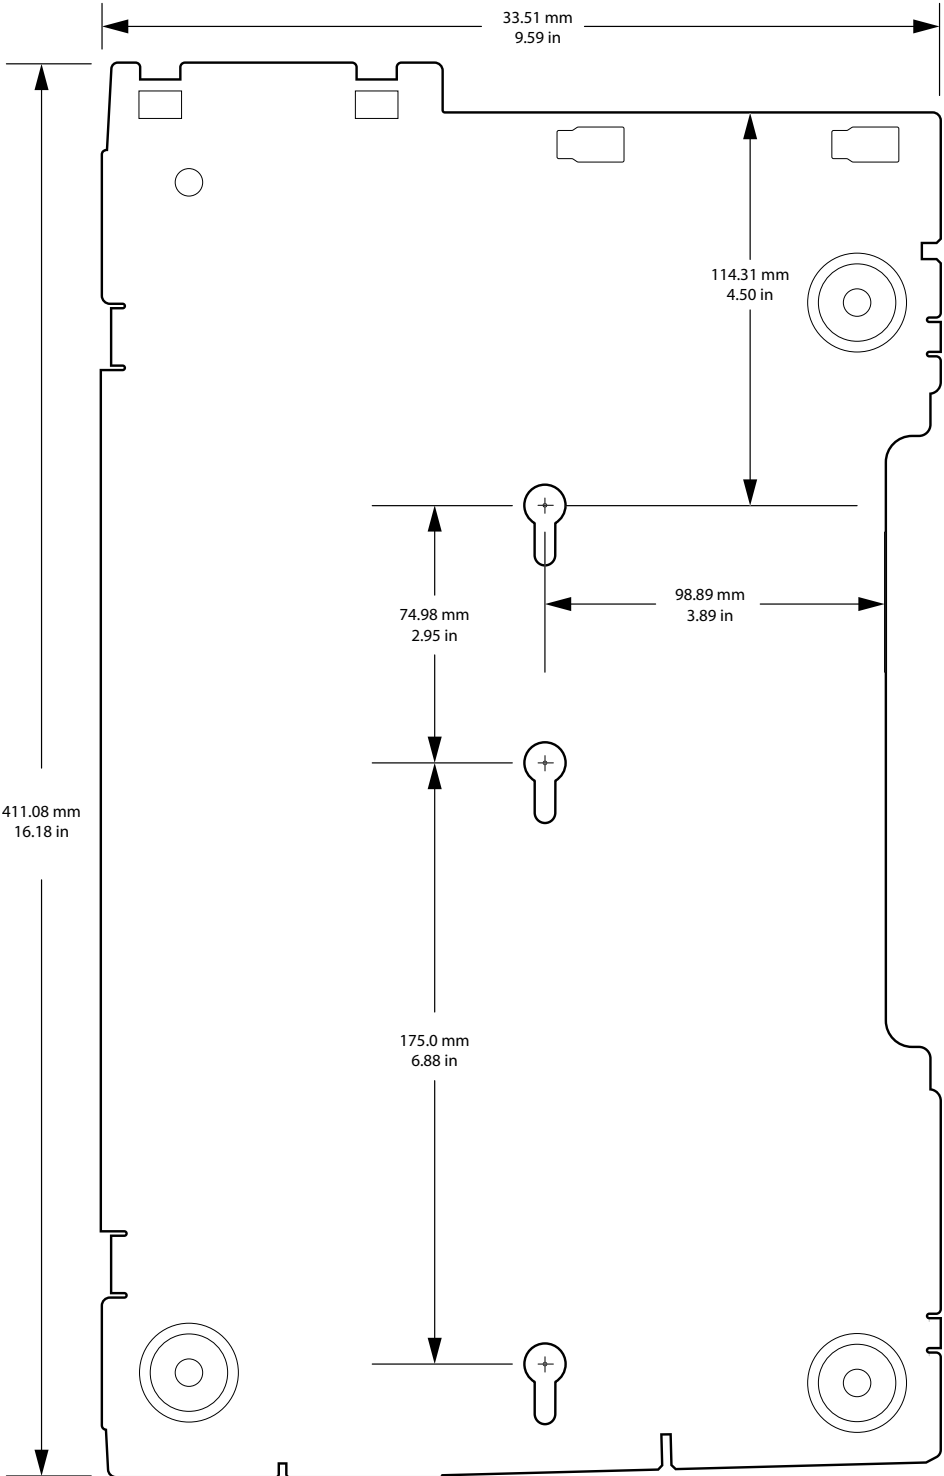 33.51 mm
9.59 in
114.31 mm
4.50 in
98.89 mm
3.89 in
74.98 mm
2.95 in
411.08 mm
16.18 in
175.0 mm
6.88 in